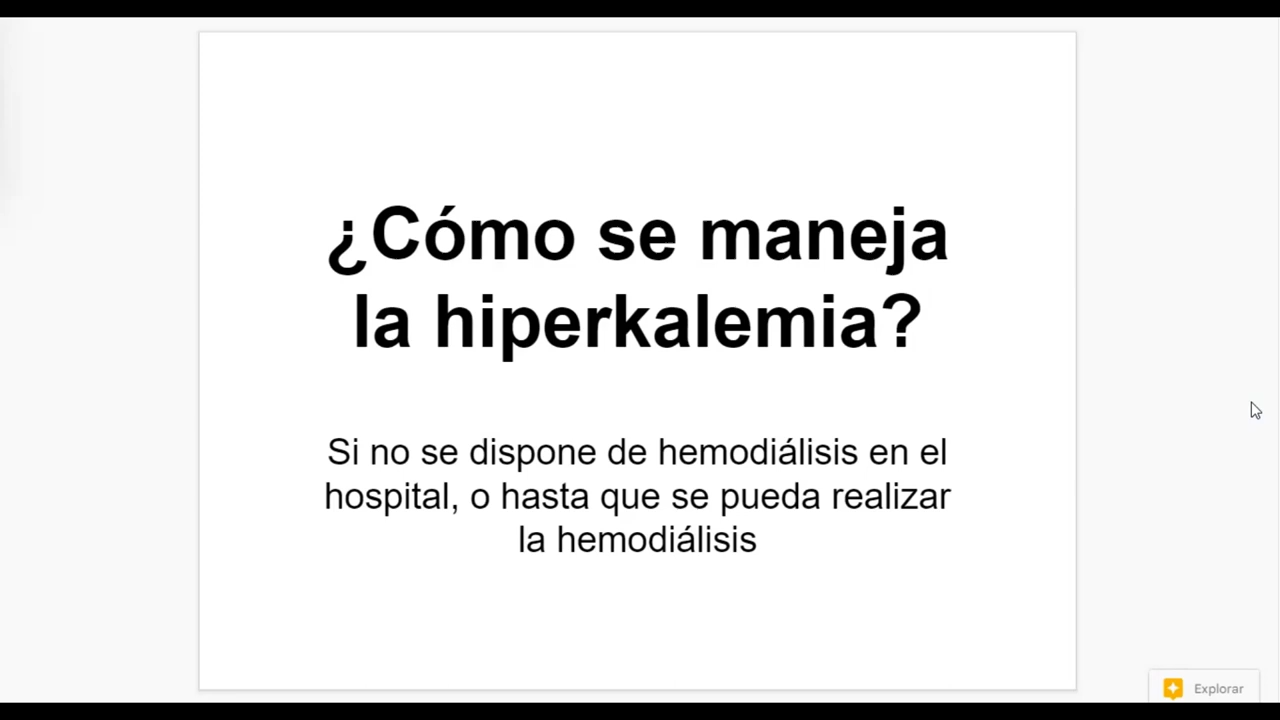 ¿Cómo se maneja
la hiperkalemia?
Si no se dispone de hemodiálisis en el
hospital, o hasta que se pueda realizar
la hemodiálisis
Explorar